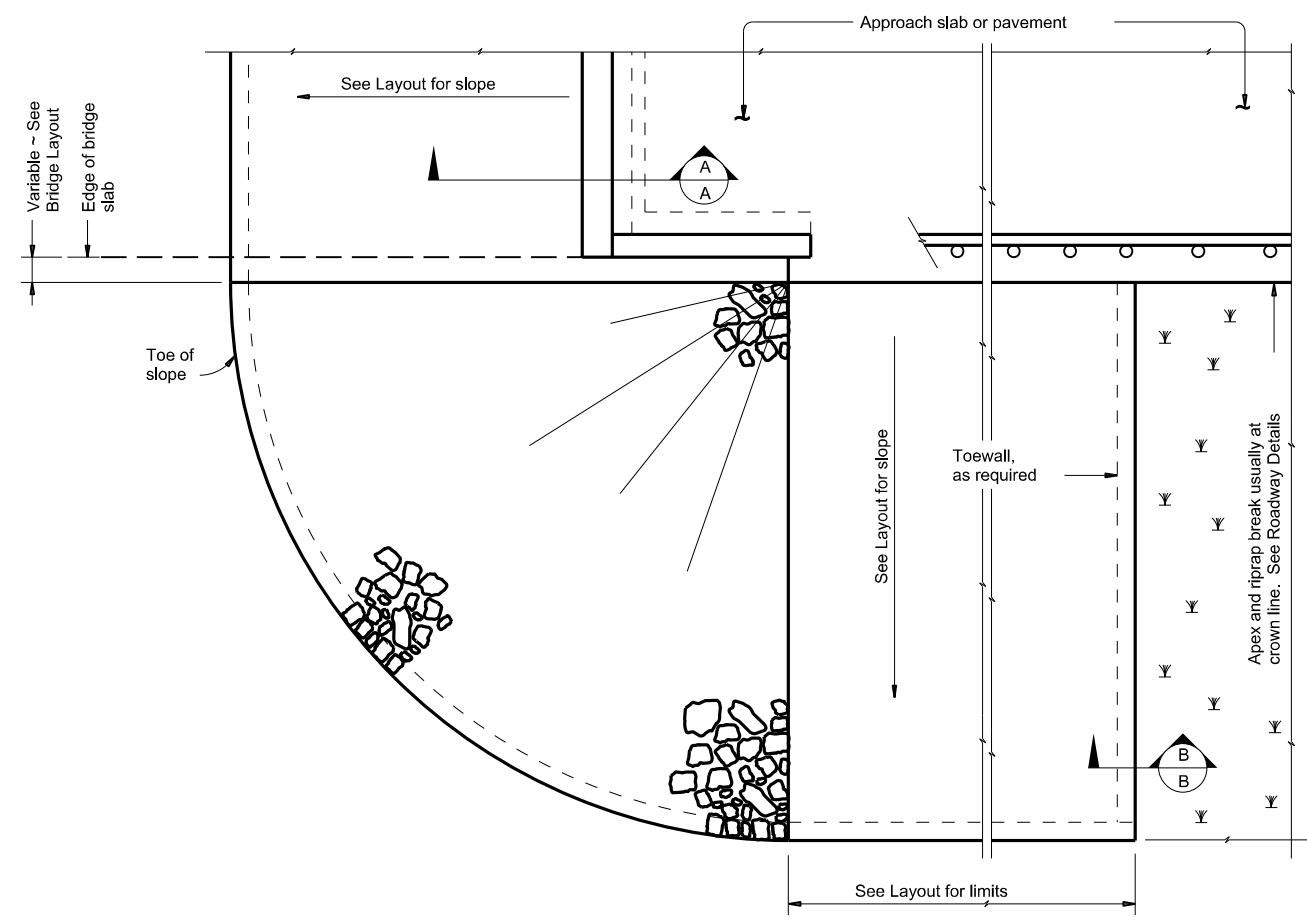 Approach slab or pavement
See Layout for slope
Variable ~ See
Bridge Layout
Edge of bridge
slab
A
A
Toe of
slope
See Layout for slope
Toewall,
as required
Apex and riprap break usually at
crown line. See Roadway Details
B
B
See Layout for limits